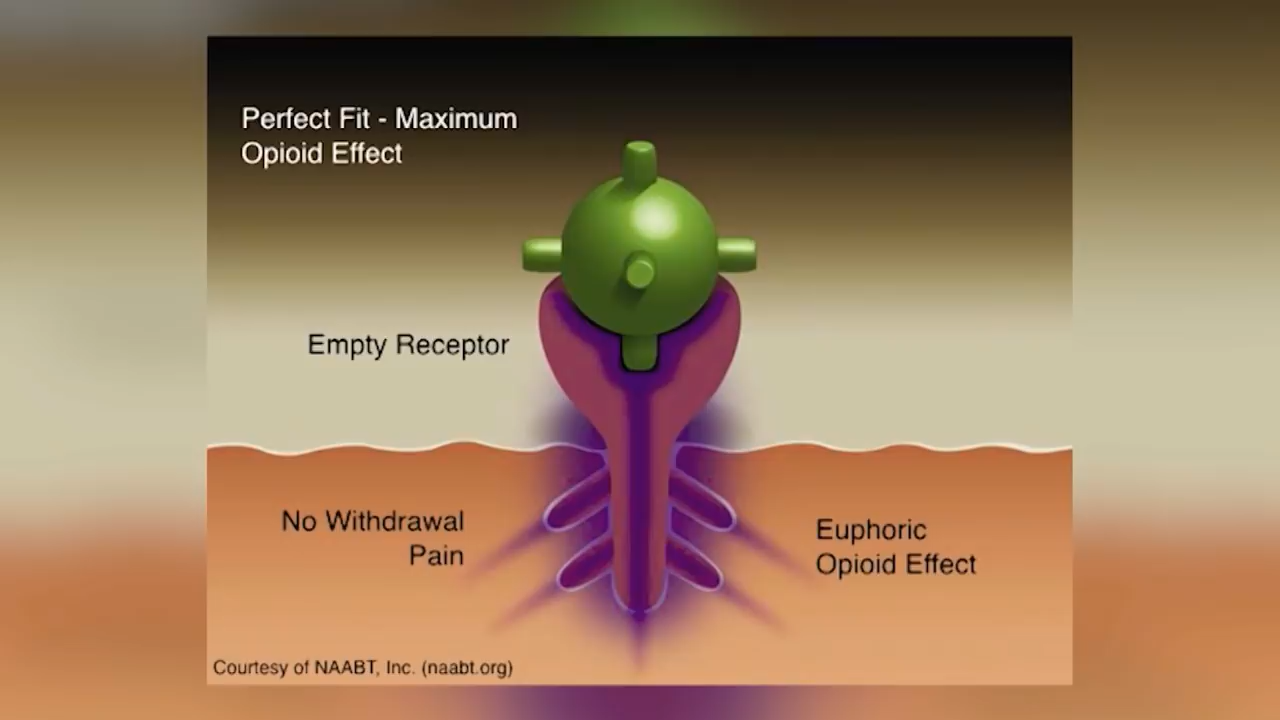 Perfect Fit - Maximum
Opioid Effect
Empty Receptor
No Withdrawal
Pain
Euphoric
Opioid Effect
Courtesy of NAABT, Inc. (naabt.org)